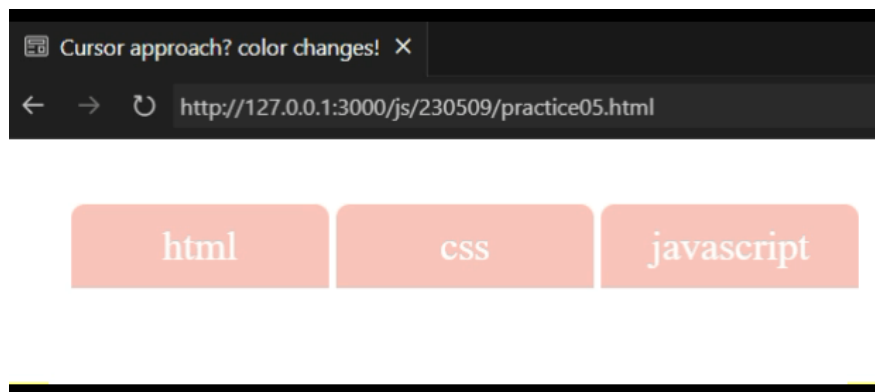 Cursor approach? color changes!
http://127.0.0.1:3000/js/230509/practice05.html
html css javascript